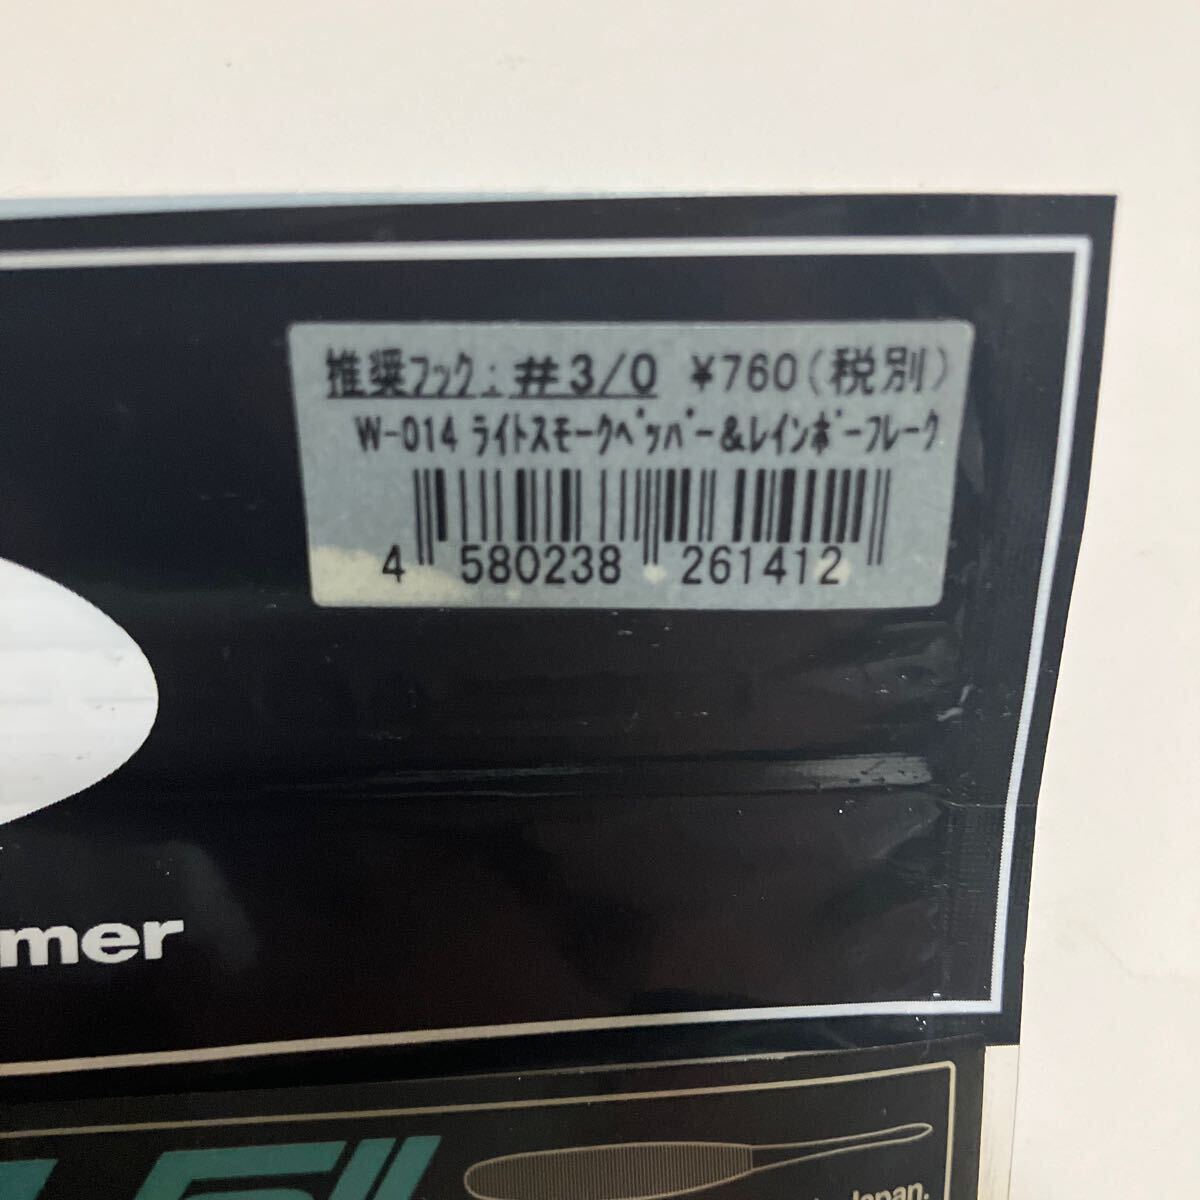 推奨フック:#3/0 ¥760(税別)
W-014 ライトスモークペッパー&レインボーフレーク
4 580238 261412
mer
Japan.